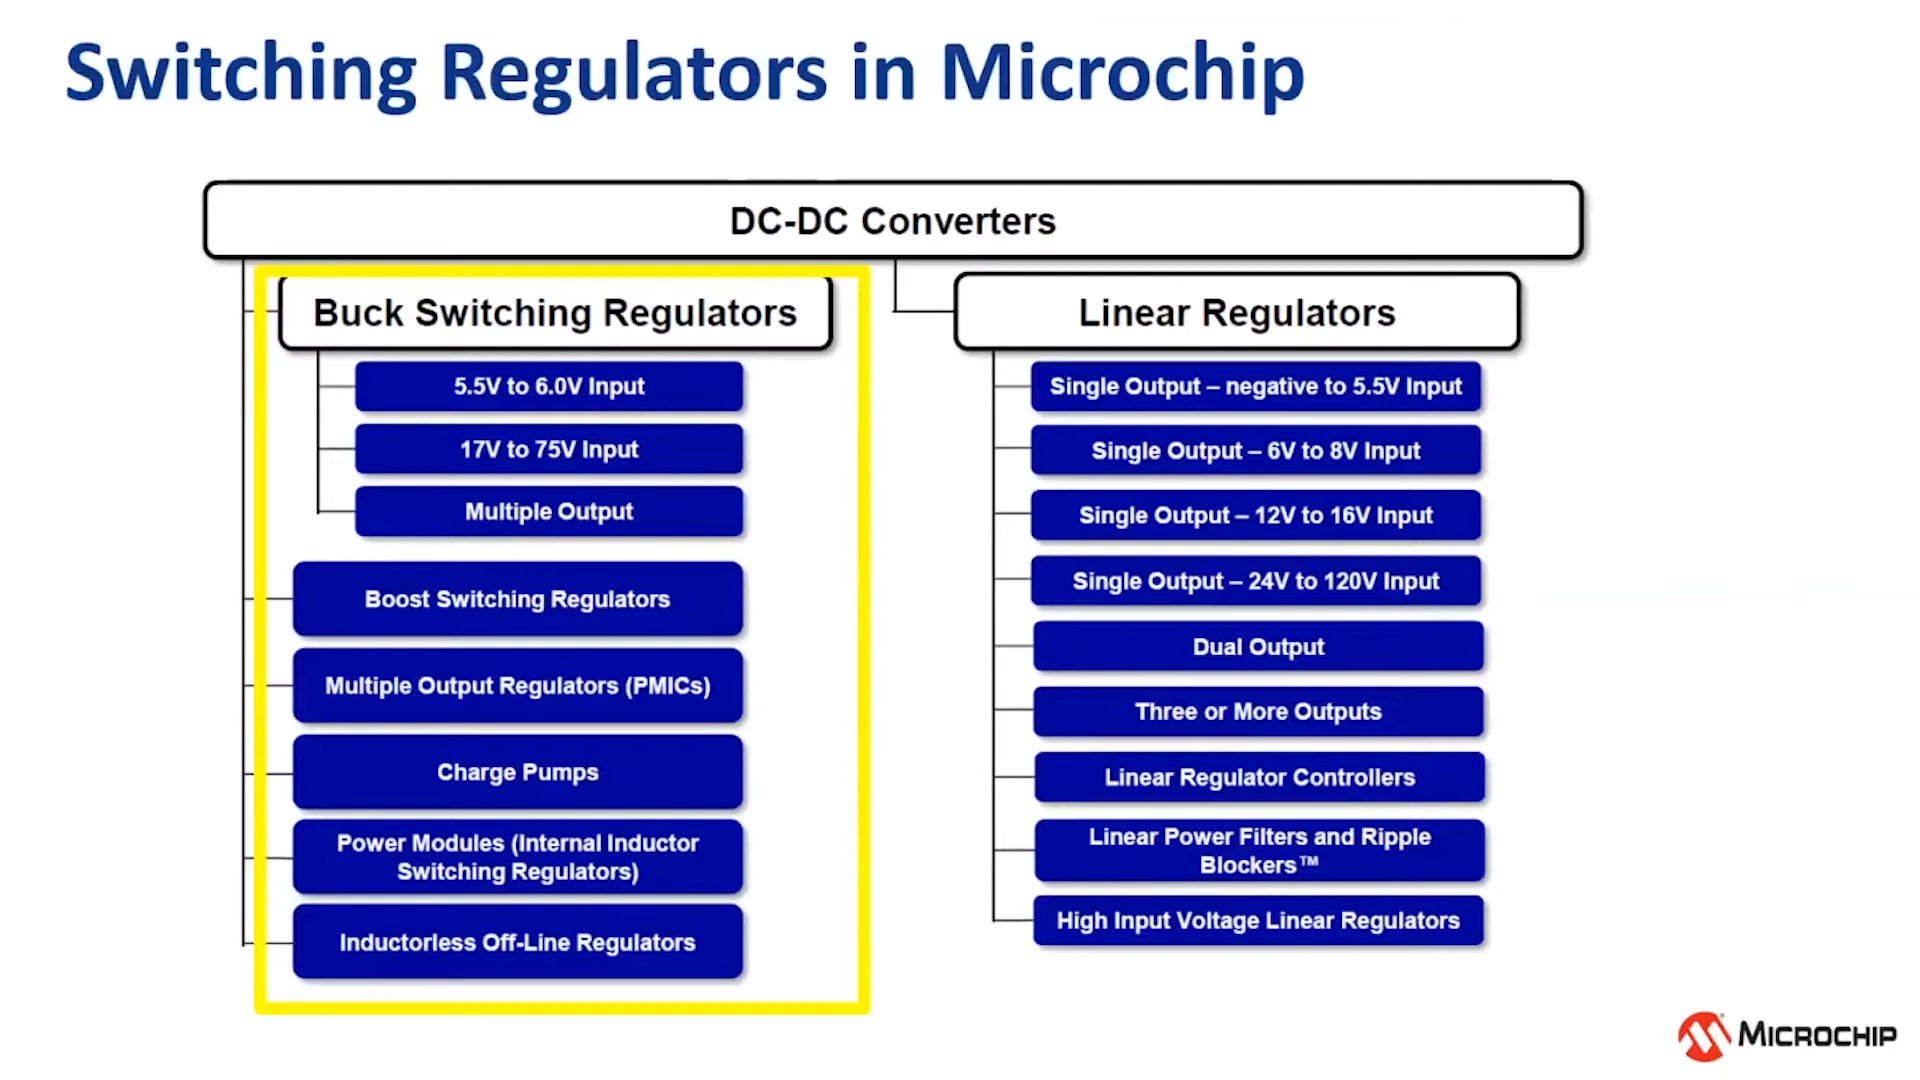 Switching Regulators in Microchip
DC-DC Converters
Buck Switching Regulators
5.5V to 6.0V Input
17V to 75V Input
Multiple Output
Boost Switching Regulators
Multiple Output Regulators (PMICs)
Charge Pumps
Power Modules (Internal Inductor
Switching Regulators)
Inductorless Off-Line Regulators
Linear Regulators
Single Output – negative to 5.5V Input
Single Output – 6V to 8V Input
Single Output – 12V to 16V Input
Single Output – 24V to 120V Input
Dual Output
Three or More Outputs
Linear Regulator Controllers
Linear Power Filters and Ripple
Blockers™
High Input Voltage Linear Regulators
MICROCHIP